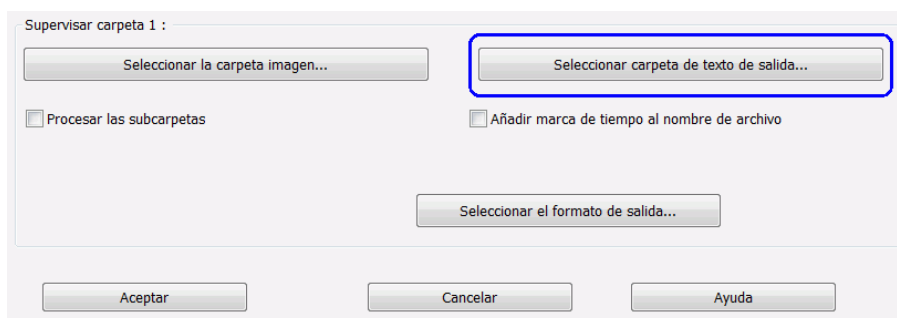 Supervisar carpeta 1 :
Seleccionar la carpeta imagen...
Seleccionar carpeta de texto de salida...
Procesar las subcarpetas
Añadir marca de tiempo al nombre de archivo
Seleccionar el formato de salida...
Aceptar
Cancelar
Ayuda